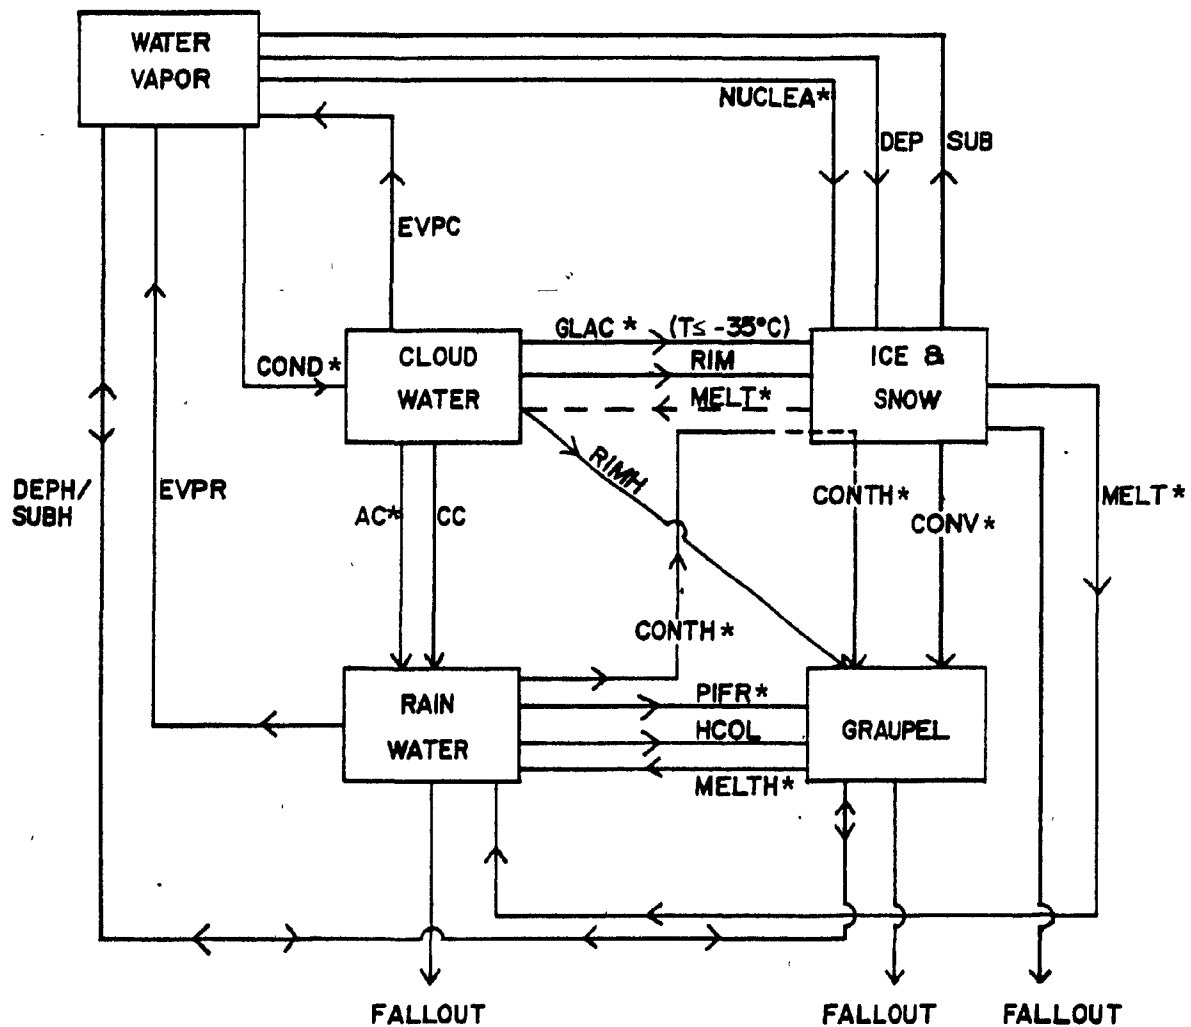 WATER
VAPOR
NUCLEA*
DEP
SUB
EVPC
GLAC * (T≤ -35°C)
COND *
CLOUD
WATER
RIM
MELT*
ICE &
SNOW
RIMH
DEPH/
SUBH
EVPR
AC*
CC
CONTH*
CONV*
MELT*
CONTH*
RAIN
WATER
PIFR*
HCOL
MELTH*
GRAUPEL
FALLOUT
FALLOUT
FALLOUT